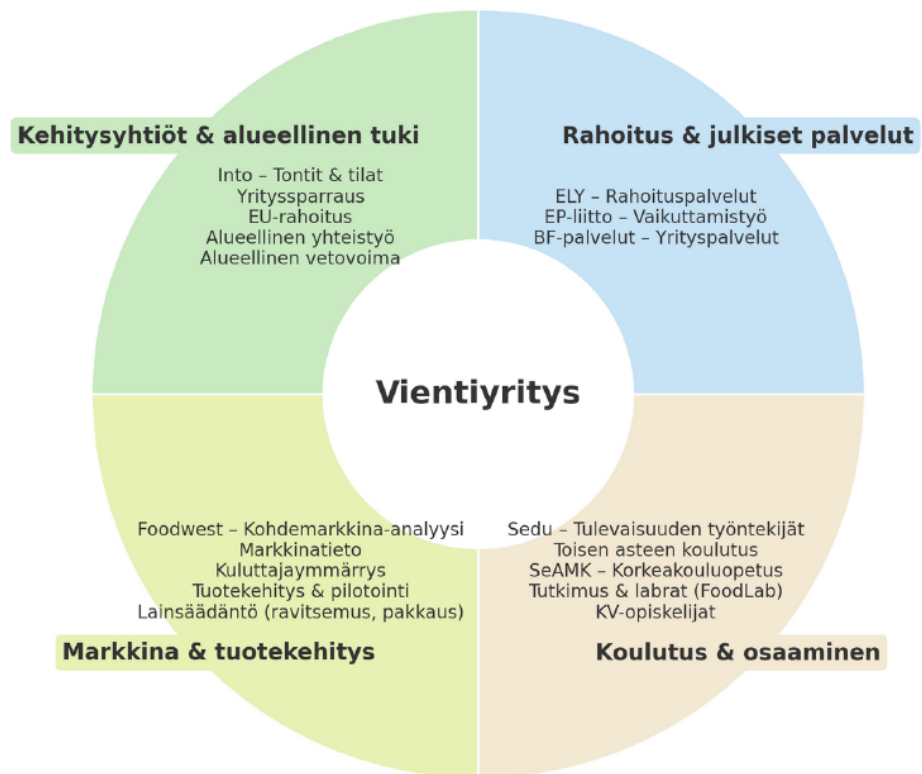 Kehitysyhtiöt & alueellinen tuki
Into – Tontit & tilat
Yrityssparraus
EU-rahoitus
Alueellinen yhteistyö
Alueellinen vetovoima
Rahoitus & julkiset palvelut
ELY – Rahoituspalvelut
EP-liitto – Vaikuttamistyö
BF-palvelut – Yrityspalvelut
Vientiyritys
Foodwest – Kohdemarkkina-analyysi
Markkinatieto
Kuluttajaymmärrys
Tuotekehitys & pilotointi
Lainsäädäntö (ravitsemus, pakkaus)
Markkina & tuotekehitys
Sedu – Tulevaisuuden työntekijät
Toisen asteen koulutus
SeAMK – Korkeakouluopetus
Tutkimus & labrat (FoodLab)
KV-opiskelijat
Koulutus & osaaminen